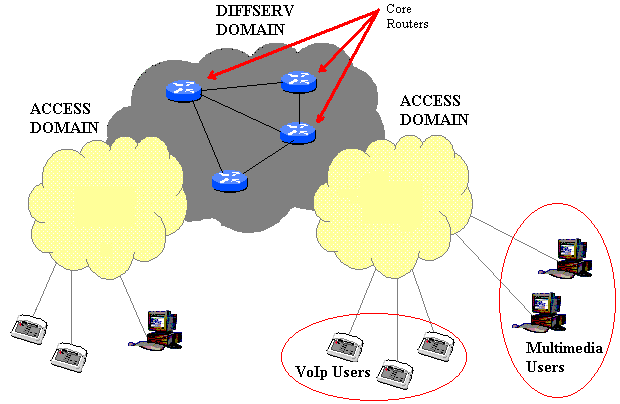 DIFFSERV
DOMAIN
Core
Routers
ACCESS
DOMAIN
ACCESS
DOMAIN
VoIp Users
Multimedia
Users